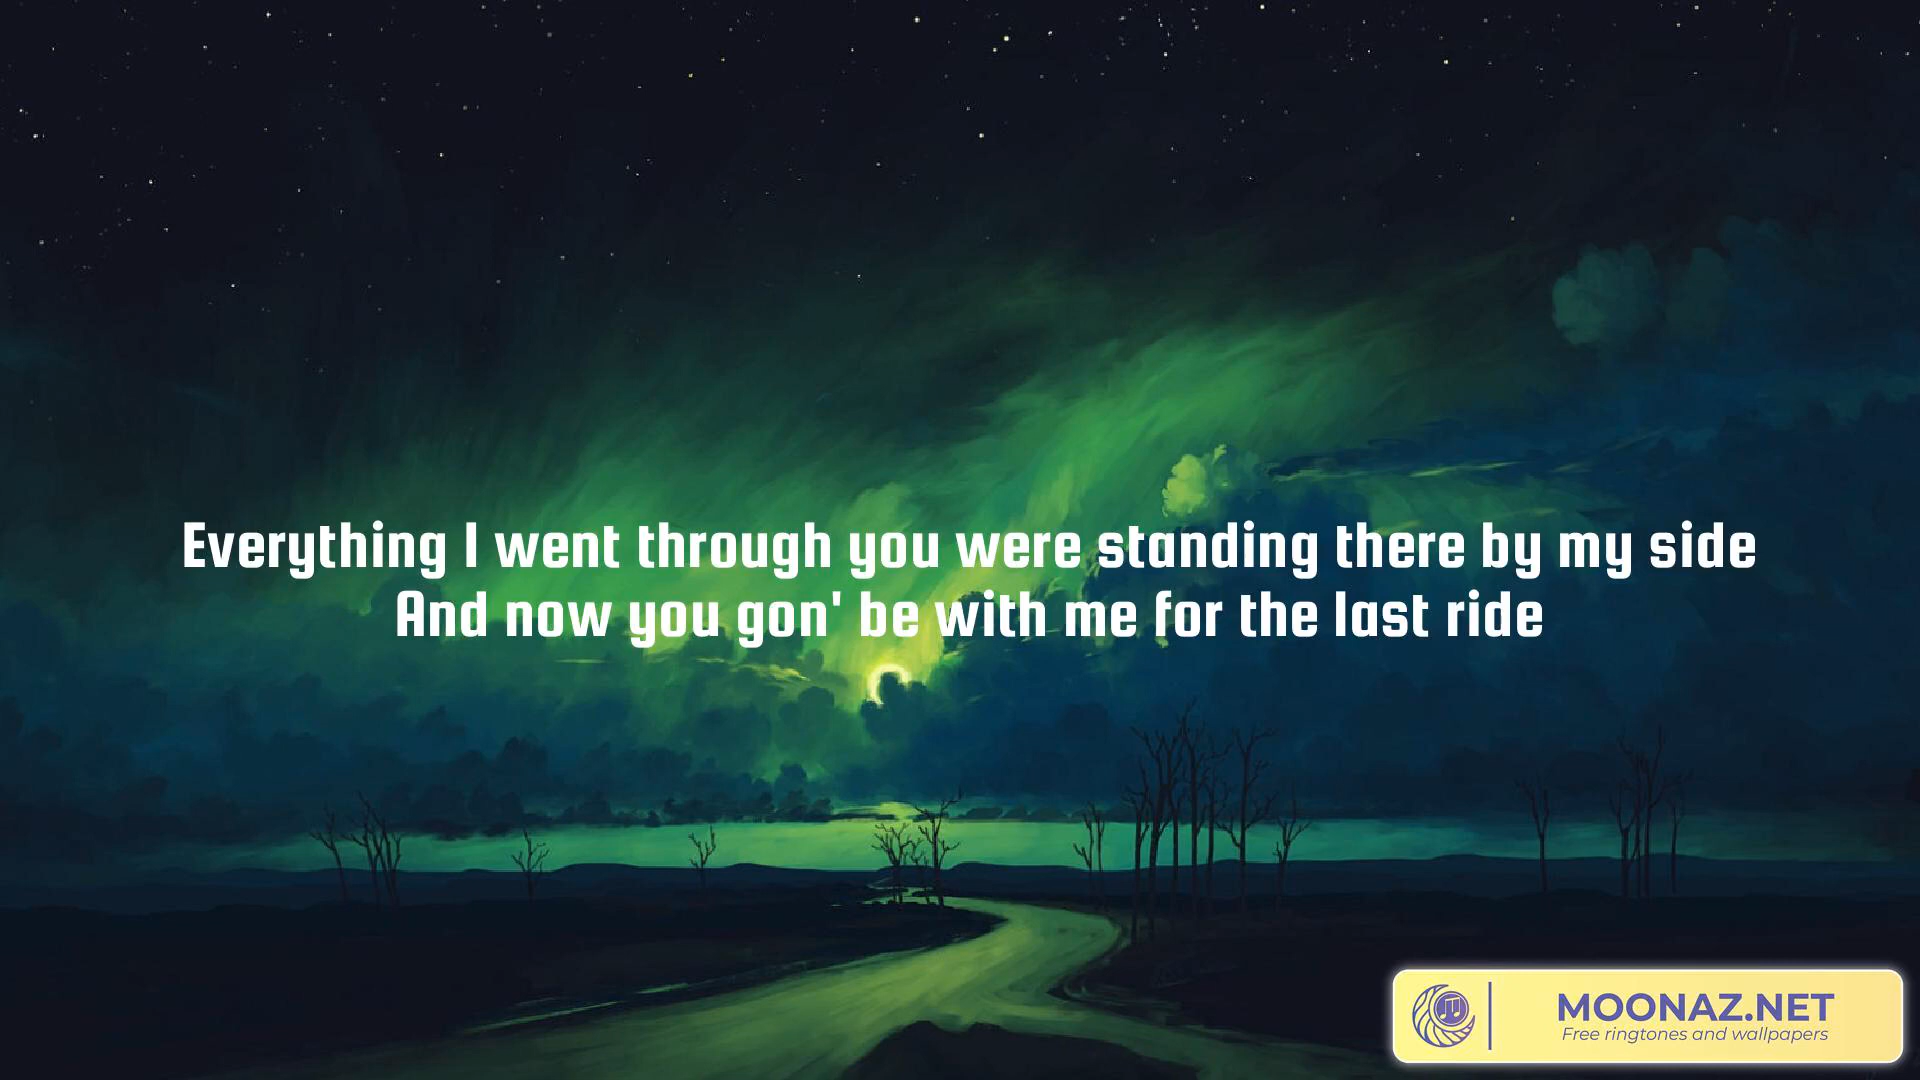 Everything I went through you were standing there by my side
And now you gon' be with me for the last ride
MOONAZ.NET
Free ringtones and wallpapers